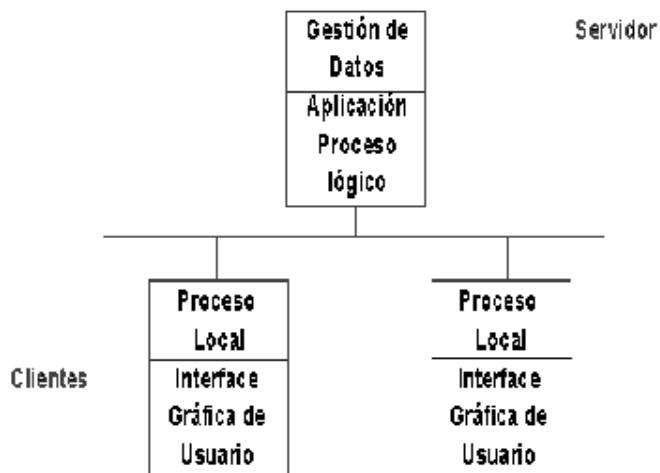 Gestión de
Datos
Servidor
Aplicación
Proceso
lógico
Proceso
Local
Interface
Gráfica de
Usuario
Proceso
Local
Interface
Gráfica de
Usuario
Clientes